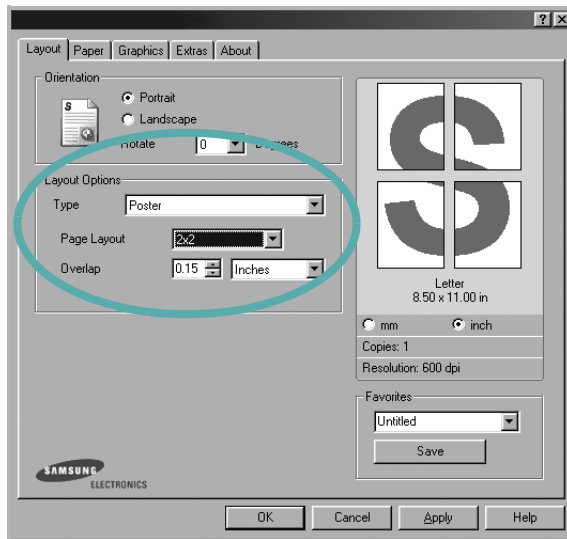 ? ×
Layout Paper Graphics Extras About
Orientation
S
Portrait
Landscape
Rotate 0 Degrees
Layout Options
Type Poster
Page Layout 2x2
Overlap 0.15 Inches
S
Letter
8.50 x 11.00 in
mm inch
Copies: 1
Resolution: 600 dpi
Favorites
Untitled
Save
SAMSUNG
ELECTRONICS
OK Cancel Apply Help